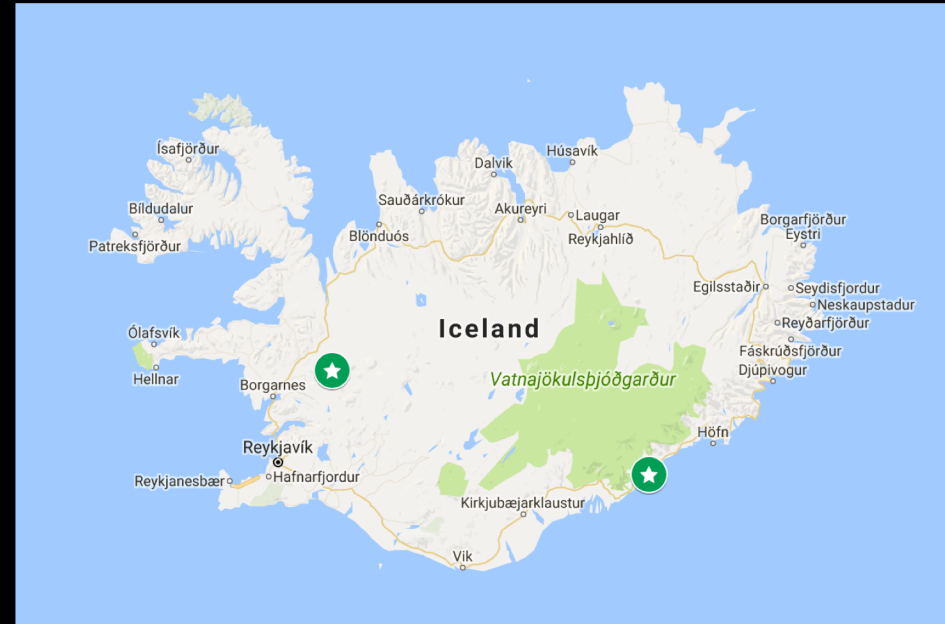 Ísafjörður
Dalvik
Húsavík
Bíldudalur
Sauðárkrókur
Akureyri
Laugar
Borgarfjörður
Eystri
Patreksfjörður
Blönduós
Reykjahlíð
Egilsstaðir
Seydisfjordur
Neskaupstadur
Ólafsvík
Iceland
Reyðarfjörður
Fáskrúðsfjörður
Hellnar
Borgarnes
Vatnajökulsþjóðgarður
Djúpivogur
Höfn
Reykjavík
Reykjanesbær
Hafnarfjordur
Kirkjubæjarklaustur
Vik